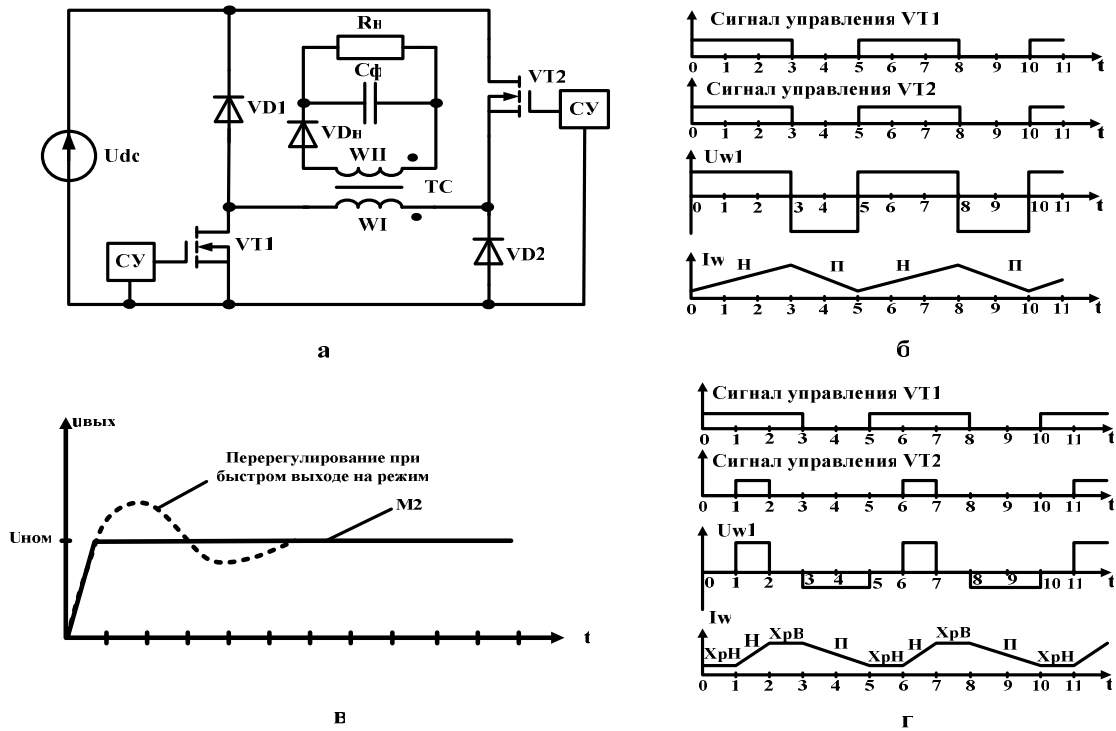 Rн
Cф
VDн
WII
TC
WI
VD1
VT2
СУ
Udc
СУ
VT1
VD2
а
Сигнал управления VT1
0 1 2 3 4 5 6 7 8 9 10 11 t
Сигнал управления VT2
0 1 2 3 4 5 6 7 8 9 10 11 t
Uw1
0 1 2 3 4 5 6 7 8 9 10 11 t
Iw
Н П Н П
0 1 2 3 4 5 6 7 8 9 10 11 t
б
uвых
Перерегулирование при
быстром выходе на режим
М2
Uном
t
в
Сигнал управления VT1
0 1 2 3 4 5 6 7 8 9 10 11 t
Сигнал управления VT2
0 1 2 3 4 5 6 7 8 9 10 11 t
Uw1
0 1 2 3 4 5 6 7 8 9 10 11 t
Iw
ХрН Н ХрВ П ХрН Н ХрВ П ХрН
0 1 2 3 4 5 6 7 8 9 10 11 t
г